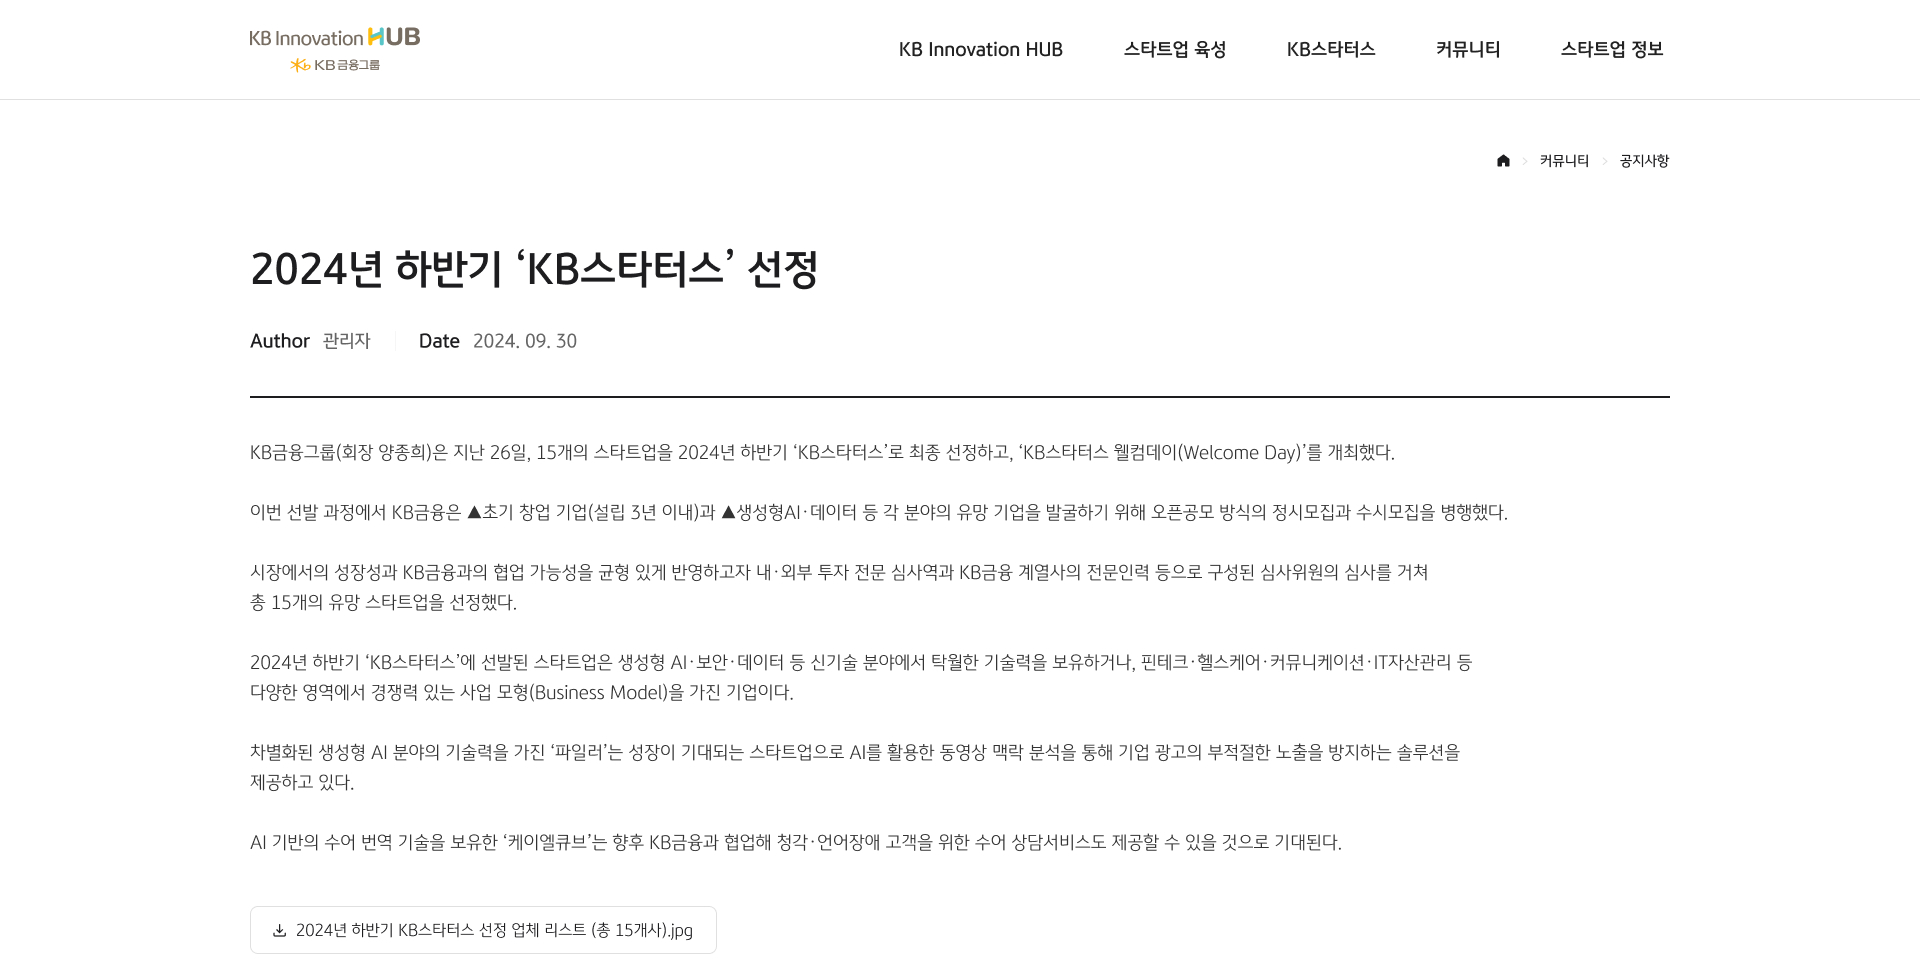 KB Innovation HUB
KB 금융그룹
KB Innovation HUB 스타트업 육성 KB스타터스 커뮤니티 스타트업 정보
커뮤니티 공지사항
2024년 하반기 ‘KB스타터스’ 선정
Author 관리자 Date 2024. 09. 30
KB금융그룹(회장 양종희)은 지난 26일, 15개의 스타트업을 2024년 하반기 ‘KB스타터스’로 최종 선정하고, ‘KB스타터스 웰컴데이(Welcome Day)’를 개최했다.
이번 선발 과정에서 KB금융은 ▲초기 창업 기업(설립 3년 이내)과 ▲생성형AI·데이터 등 각 분야의 유망 기업을 발굴하기 위해 오픈공모 방식의 정시모집과 수시모집을 병행했다.
시장에서의 성장성과 KB금융과의 협업 가능성을 균형 있게 반영하고자 내·외부 투자 전문 심사역과 KB금융 계열사의 전문인력 등으로 구성된 심사위원의 심사를 거쳐
총 15개의 유망 스타트업을 선정했다.
2024년 하반기 ‘KB스타터스’에 선발된 스타트업은 생성형 AI·보안·데이터 등 신기술 분야에서 탁월한 기술력을 보유하거나, 핀테크·헬스케어·커뮤니케이션·IT자산관리 등
다양한 영역에서 경쟁력 있는 사업 모형(Business Model)을 가진 기업이다.
차별화된 생성형 AI 분야의 기술력을 가진 ‘파일러’는 성장이 기대되는 스타트업으로 AI를 활용한 동영상 맥락 분석을 통해 기업 광고의 부적절한 노출을 방지하는 솔루션을
제공하고 있다.
AI 기반의 수어 번역 기술을 보유한 ‘케이엘큐브’는 향후 KB금융과 협업해 청각·언어장애 고객을 위한 수어 상담서비스도 제공할 수 있을 것으로 기대된다.
2024년 하반기 KB스타터스 선정 업체 리스트 (총 15개사).jpg